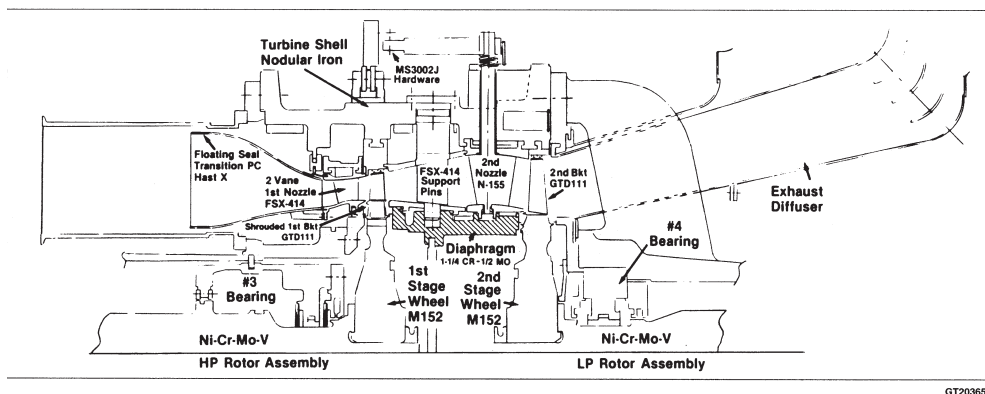 Turbine Shell
Nodular Iron
MS3002J
Hardware
Floating Seal
Transition PC
Hast X
2 Vane
1st Nozzle
FSX-414
Shrouded 1st Bkt
GTD111
FSX-414
Support
Pins
2nd
Nozzle
N-155
2nd Bkt
GTD111
Exhaust
Diffuser
Diaphragm
1-1/4 CR-1/2 MO
#4
Bearing
#3
Bearing
1st
Stage
Wheel
M152
2nd
Stage
Wheel
M152
Ni-Cr-Mo-V
Ni-Cr-Mo-V
HP Rotor Assembly
LP Rotor Assembly
GT20365